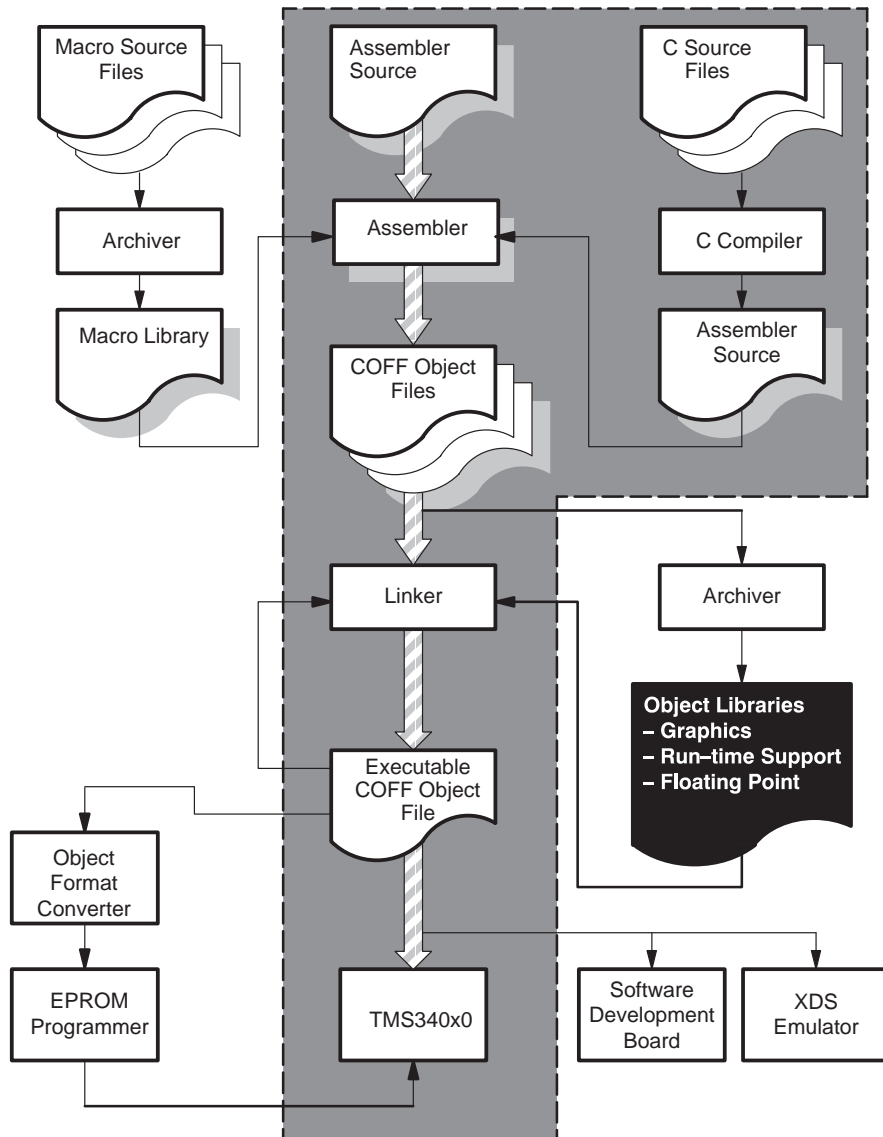 Macro Source
Files
Assembler
Source
C Source
Files
Archiver
Assembler
C Compiler
Macro Library
COFF Object
Files
Assembler
Source
Linker
Archiver
Object Libraries
– Graphics
– Run–time Support
– Floating Point
Executable
COFF Object
File
Object
Format
Converter
EPROM
Programmer
TMS340x0
Software
Development
Board
XDS
Emulator